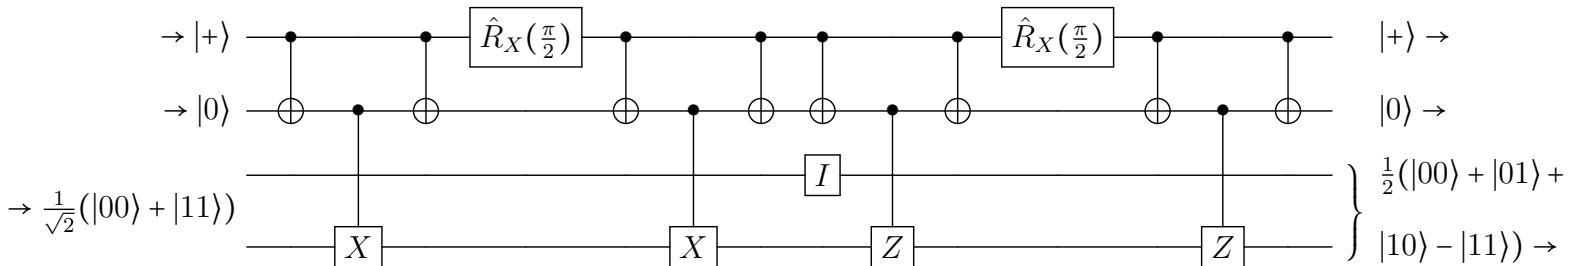 → |+⟩ R̂_X(π/2) R̂_X(π/2) |+⟩ →
→ |0⟩ |0⟩ →
I 1/2(|00⟩ + |01⟩ +
→ 1/√2(|00⟩ + |11⟩)
X X Z Z |10⟩ − |11⟩) →